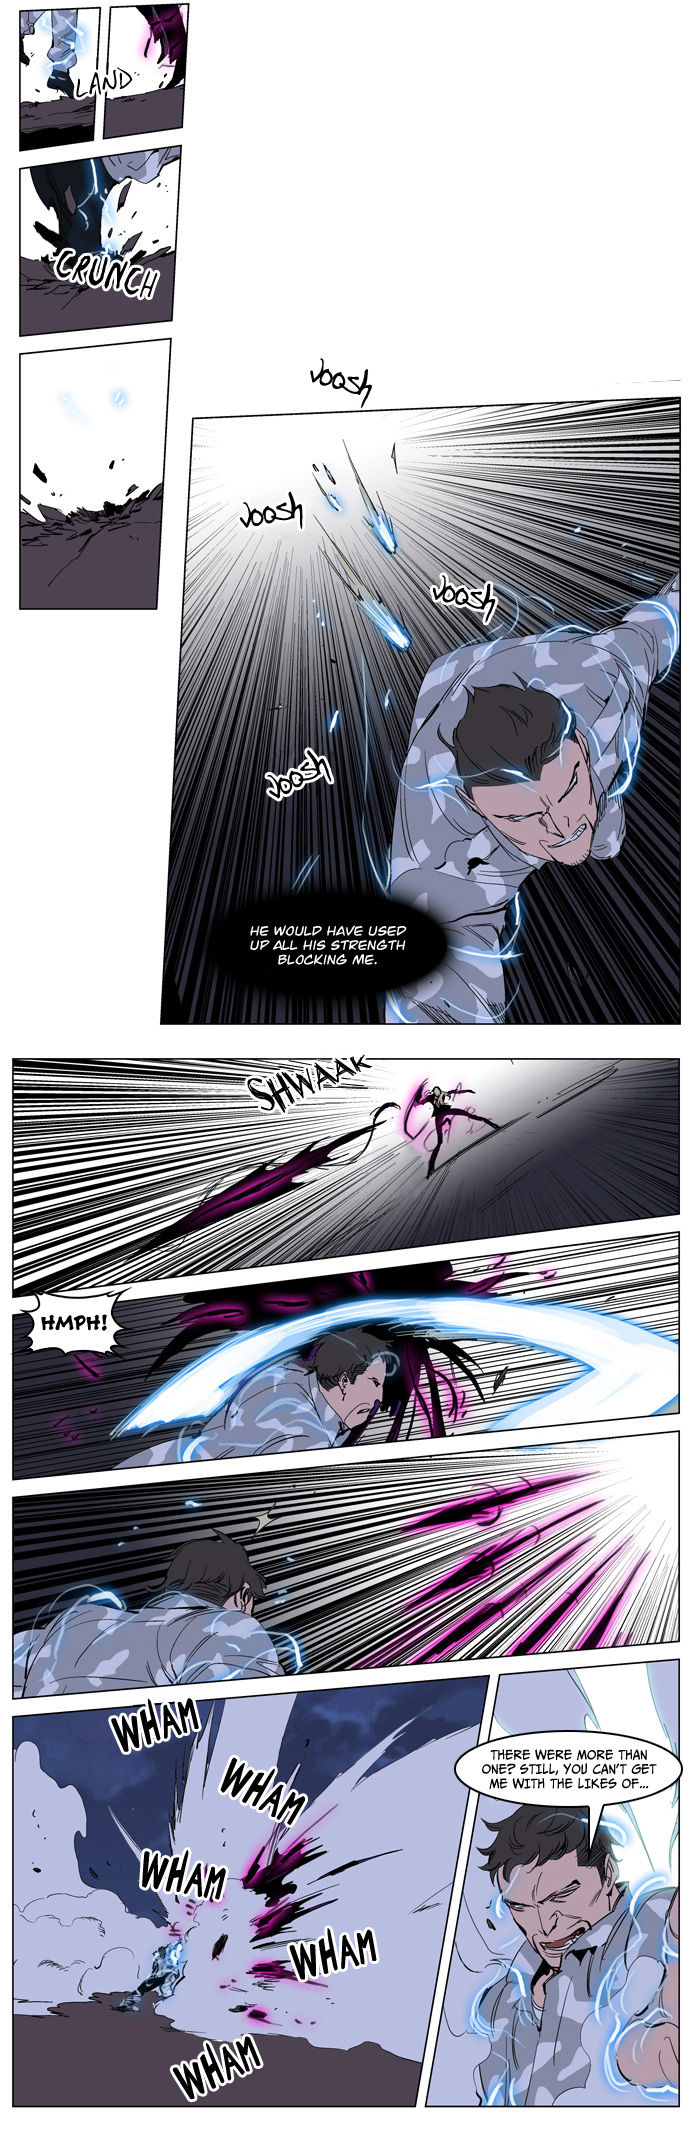 LAND
CRUNCH
VOOSH
VOOSH
VOOSH
VOOSH
HE WOULD HAVE USED
UP ALL HIS STRENGTH
BLOCKING ME.
SHWAAK
HMPH!
WHAM
WHAM
WHAM
WHAM
WHAM
THERE WERE MORE THAN
ONE? STILL, YOU CAN'T GET
ME WITH THE LIKES OF...